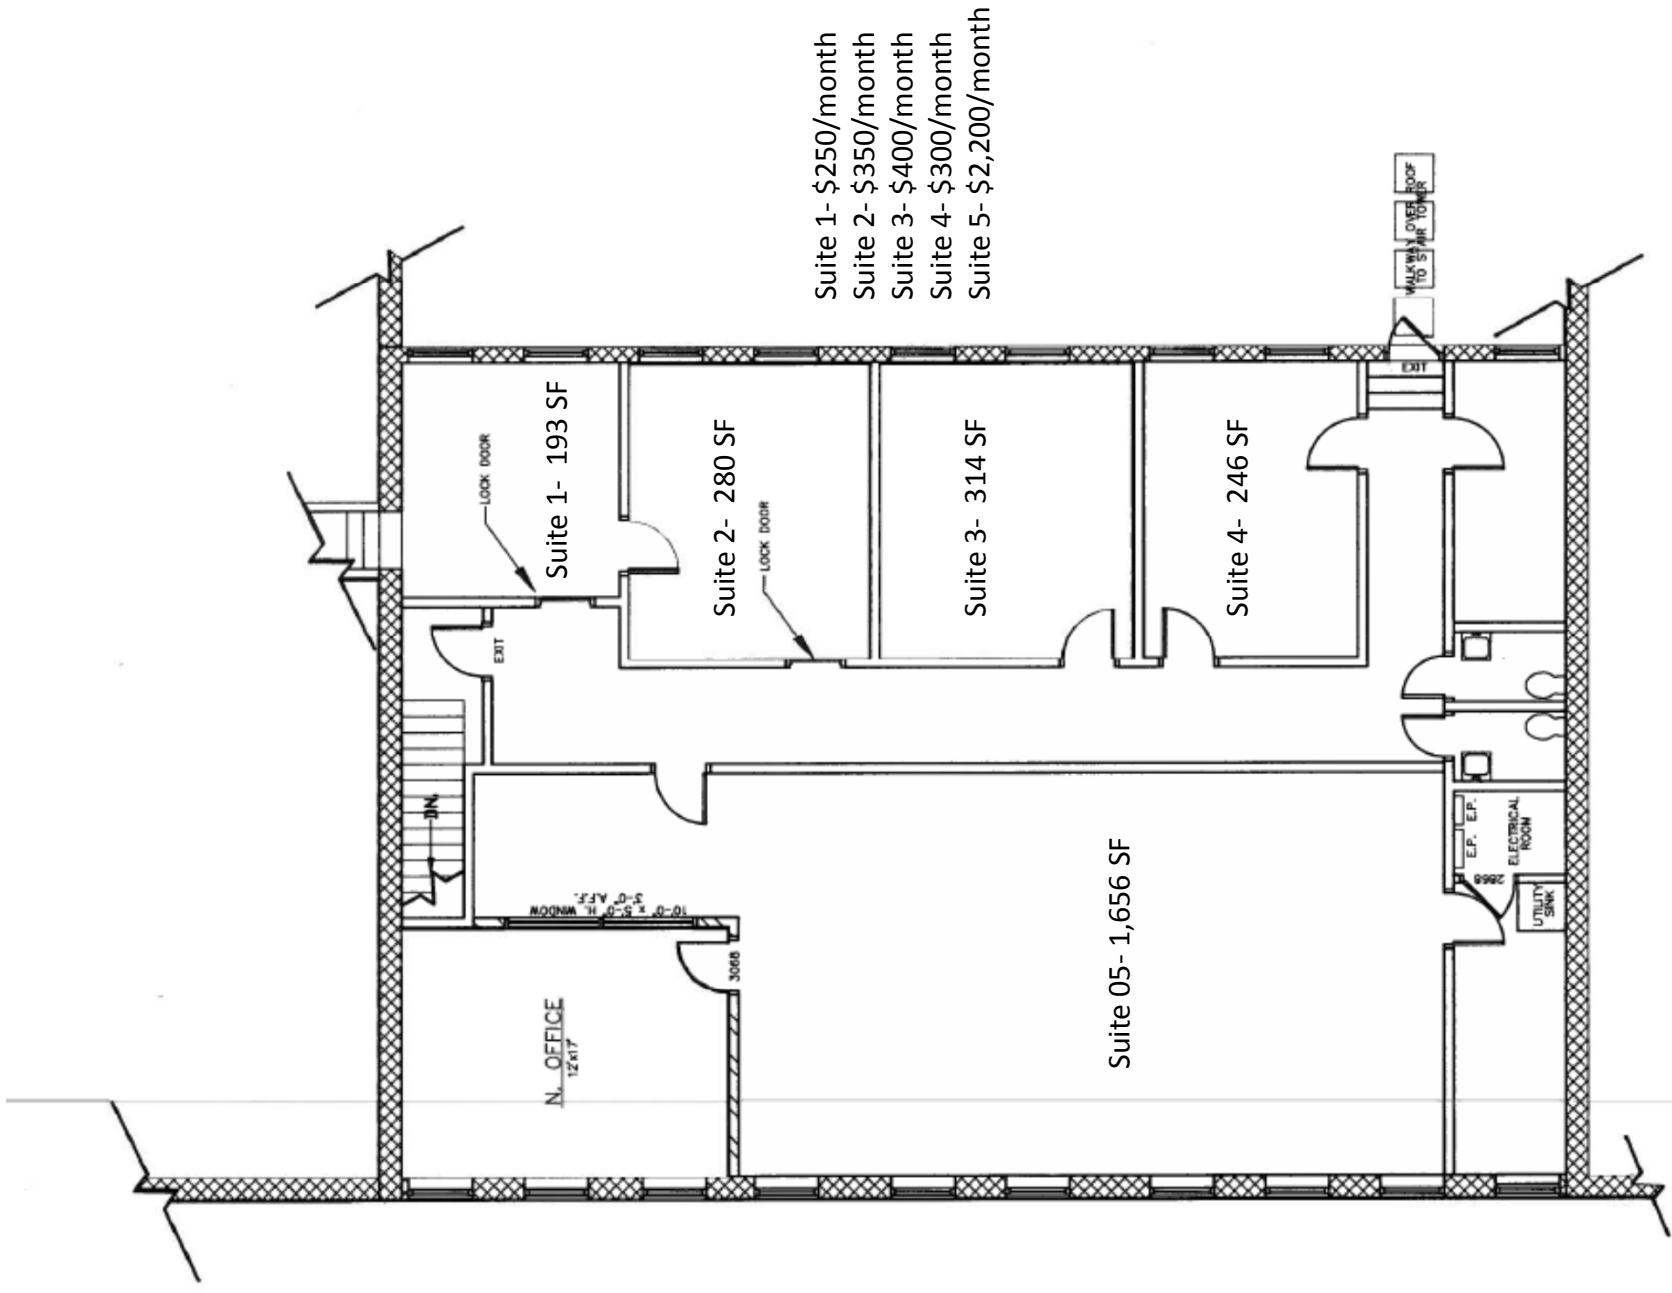 Suite 1- $250/month
Suite 2- $350/month
Suite 3- $400/month
Suite 4- $300/month
Suite 5- $2,200/month
WALKWAY OVER ROOF
TO STAIR TOWER
EXIT
Suite 1- 193 SF
LOCK DOOR
Suite 2- 280 SF
LOCK DOOR
Suite 3- 314 SF
Suite 4- 246 SF
EXIT
DN.
10'-0" x 5'-0" H. WINDOW
3'-0" A.F.F.
3068
N. OFFICE
12'x17'
Suite 05- 1,656 SF
E.P. E.P.
ELECTRICAL
ROOM
2868
UTILITY
SINK